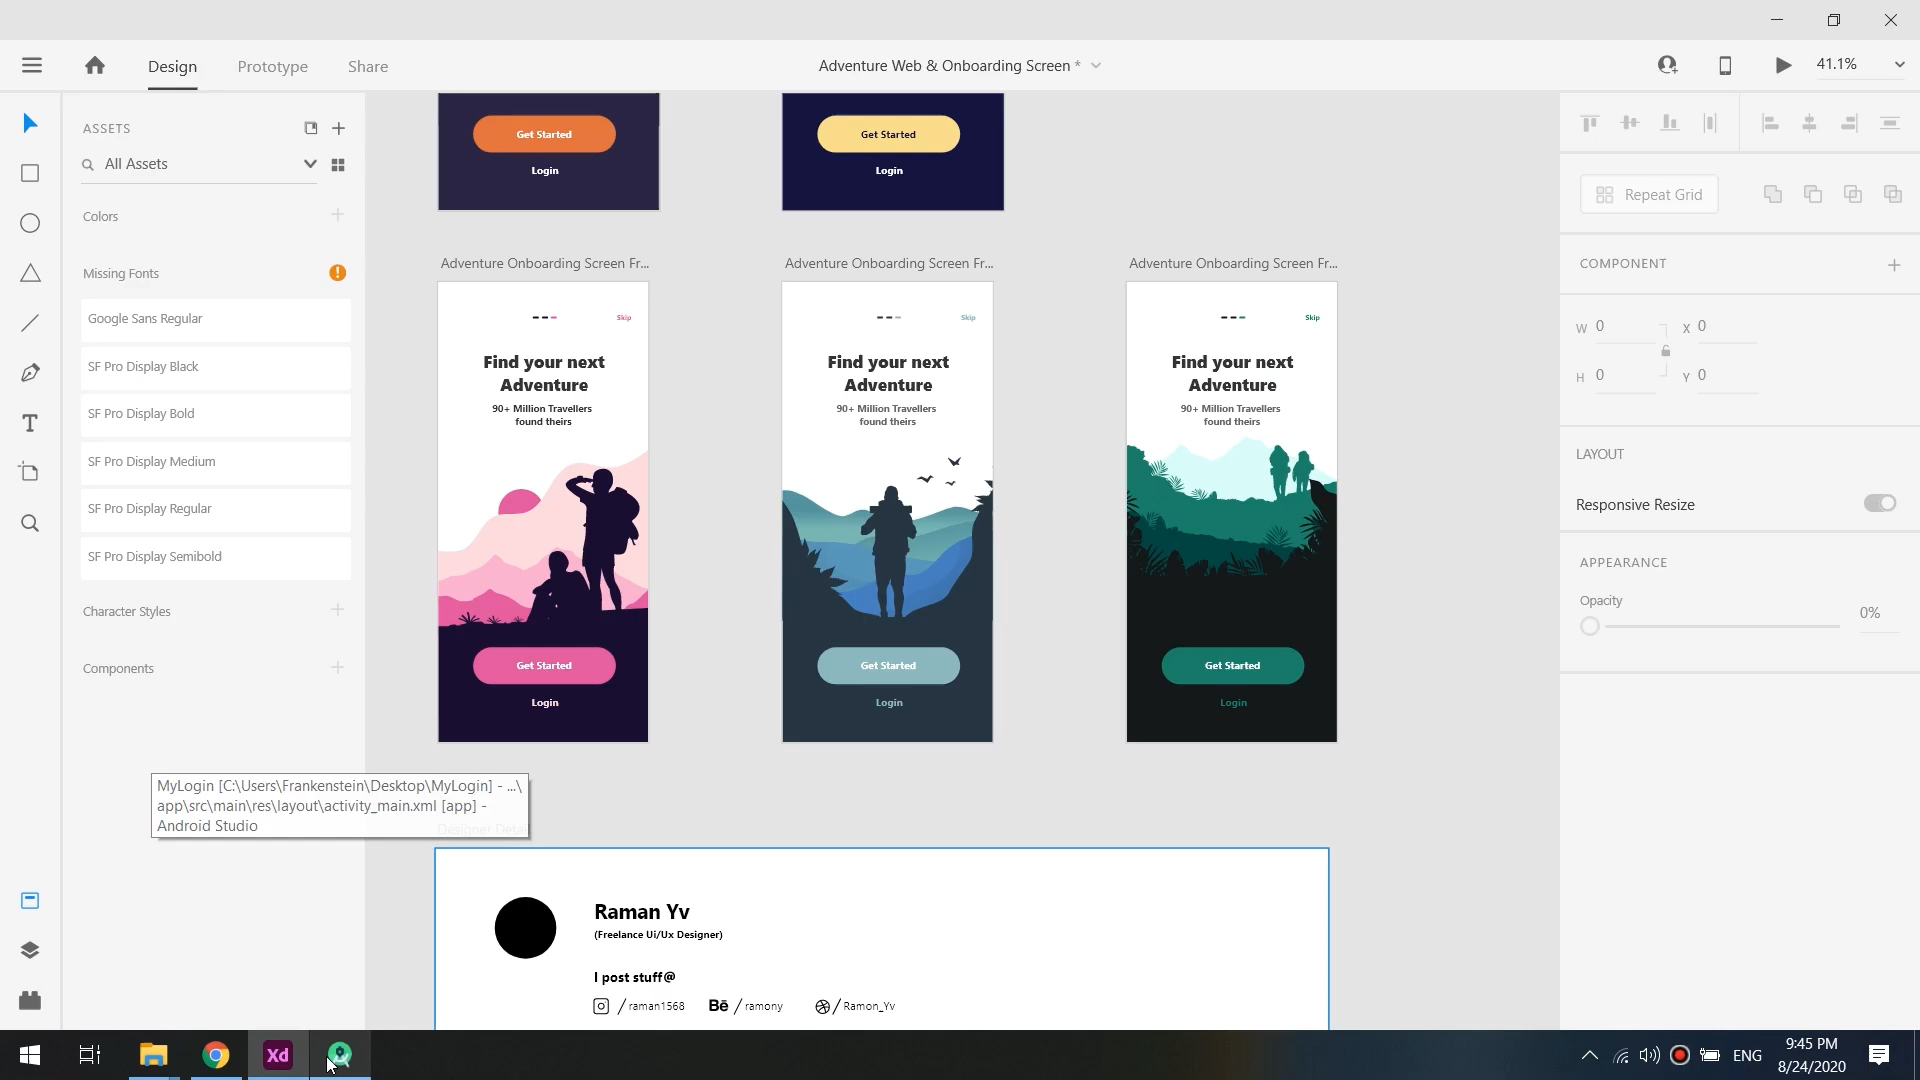 Design
Prototype
Share
Adventure Web & Onboarding Screen *
41.1%
ASSETS
All Assets
Colors
Missing Fonts
Google Sans Regular
SF Pro Display Black
SF Pro Display Bold
SF Pro Display Medium
SF Pro Display Regular
SF Pro Display Semibold
Character Styles
Components
Get Started
Login
Get Started
Login
Adventure Onboarding Screen Fr...
Skip
Find your next
Adventure
90+ Million Travellers
found theirs
Get Started
Login
Adventure Onboarding Screen Fr...
Skip
Find your next
Adventure
90+ Million Travellers
found theirs
Get Started
Login
Adventure Onboarding Screen Fr...
Skip
Find your next
Adventure
90+ Million Travellers
found theirs
Get Started
Login
MyLogin [C:\Users\Frankenstein\Desktop\MyLogin] - ...\
app\src\main\res\layout\activity_main.xml [app] -
Android Studio
Raman Yv
(Freelance Ui/Ux Designer)
I post stuff@
/raman1568
Bē /ramony
/Ramon_Yv
Repeat Grid
COMPONENT
W 0
X 0
H 0
Y 0
LAYOUT
Responsive Resize
APPEARANCE
Opacity
0%
Xd
ENG
9:45 PM
8/24/2020